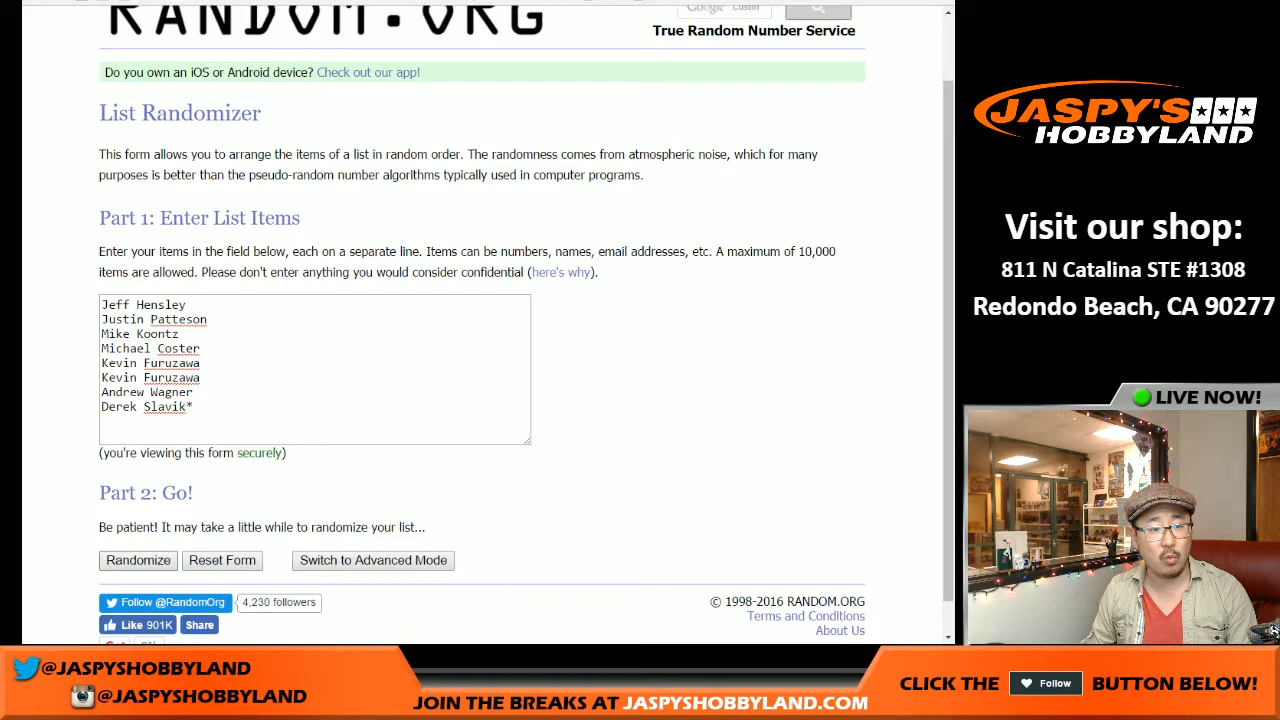 RANDOM.ORG
Google Custom
True Random Number Service
Do you own an iOS or Android device? Check out our app!
List Randomizer
This form allows you to arrange the items of a list in random order. The randomness comes from atmospheric noise, which for many
purposes is better than the pseudo-random number algorithms typically used in computer programs.
Part 1: Enter List Items
Enter your items in the field below, each on a separate line. Items can be numbers, names, email addresses, etc. A maximum of 10,000
items are allowed. Please don't enter anything you would consider confidential (here's why).
Jeff Hensley
Justin Patteson
Mike Koontz
Michael Coster
Kevin Furuzawa
Kevin Furuzawa
Andrew Wagner
Derek Slavik*
(you're viewing this form securely)
Part 2: Go!
Be patient! It may take a little while to randomize your list...
Randomize Reset Form Switch to Advanced Mode
Follow @RandomOrg 4,230 followers
Like 901K Share
© 1998-2016 RANDOM.ORG
Terms and Conditions
About Us
JASPY'S
HOBBYLAND
Visit our shop:
811 N Catalina STE #1308
Redondo Beach, CA 90277
LIVE NOW!
@JASPYSHOBBYLAND
@JASPYSHOBBYLAND
JOIN THE BREAKS AT JASPYSHOBBYLAND.COM
CLICK THE Follow BUTTON BELOW!